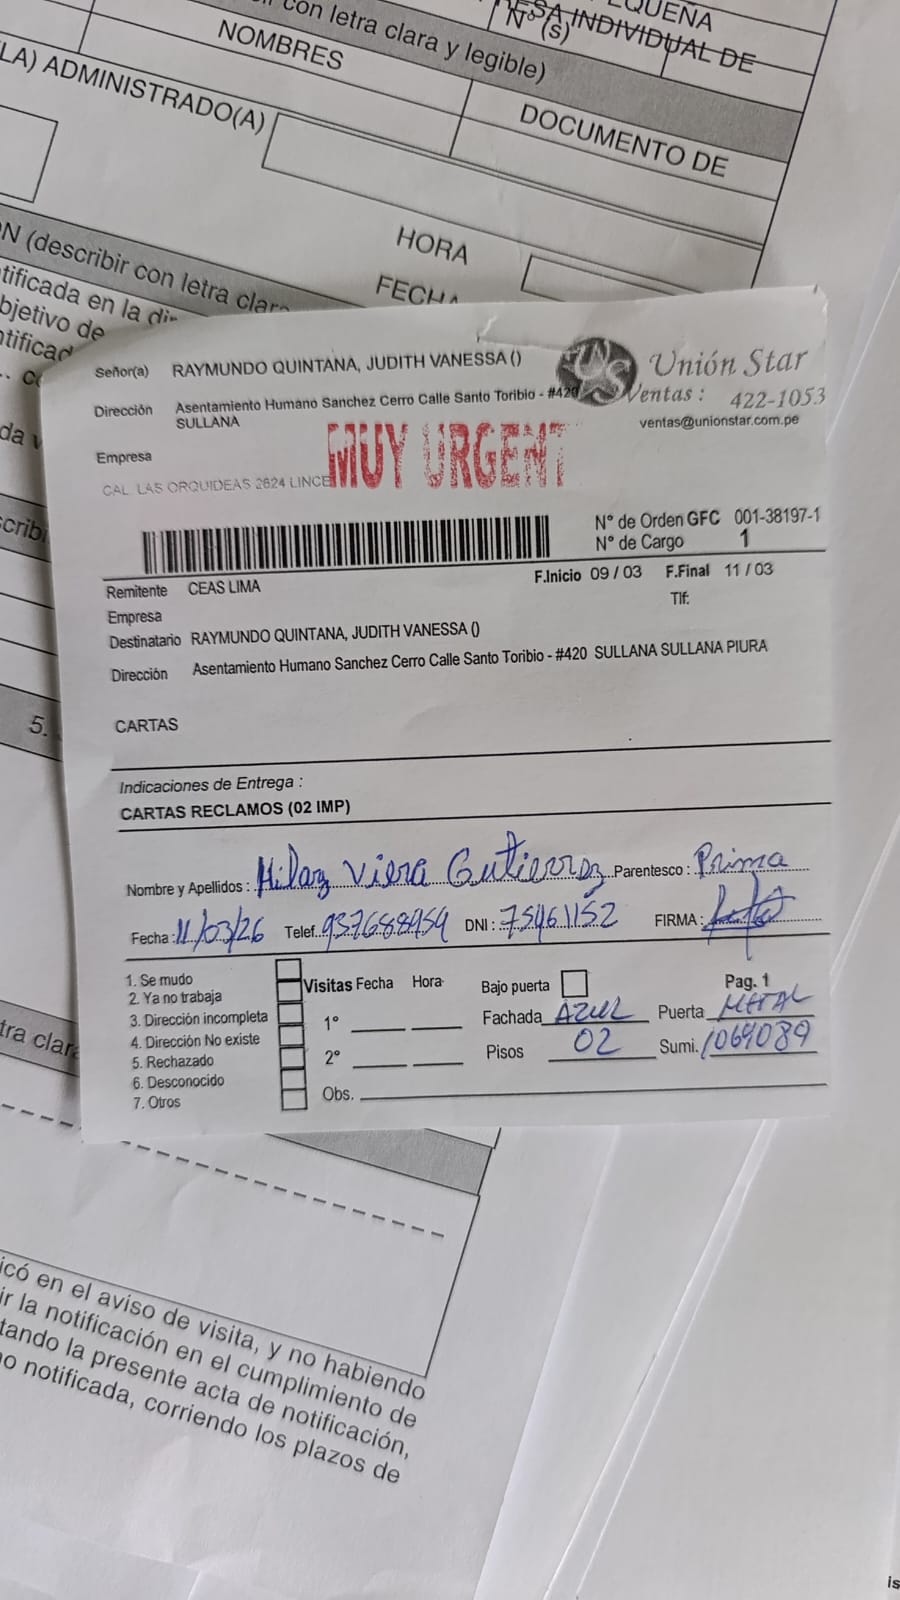 EQUEÑA
ESA INDIVIDUAL DE
N° (s)
con letra clara y legible)
NOMBRES
DOCUMENTO DE
LA) ADMINISTRADO(A)
HORA
FECHA
N (describir con letra clara
tificada en la
bjetivo de
Señor(a) RAYMUNDO QUINTANA, JUDITH VANESSA ()
Dirección Asentamiento Humano Sanchez Cerro Calle Santo Toribio - #420
SULLANA
Empresa
CAL. LAS ORQUIDEAS 2624 LINCE
MUY URGENT
US
Unión Star
Ventas : 422-1053
ventas@unionstar.com.pe
N° de Orden GFC 001-38197-1
N° de Cargo 1
Remitente CEAS LIMA
F.Inicio 09 / 03 F.Final 11 / 03
Empresa
Tlf:
Destinatario RAYMUNDO QUINTANA, JUDITH VANESSA ()
Dirección Asentamiento Humano Sanchez Cerro Calle Santo Toribio - #420 SULLANA SULLANA PIURA
CARTAS
Indicaciones de Entrega :
CARTAS RECLAMOS (02 IMP)
Nombre y Apellidos : Hilary Viera Gutierrez Parentesco : Prima
Fecha : 11/03/26 Telef. 937688959 DNI : 75461152 FIRMA :
1. Se mudo
2. Ya no trabaja
3. Dirección incompleta
4. Dirección No existe
5. Rechazado
6. Desconocido
7. Otros
Visitas Fecha Hora
1°
2°
Obs.
Bajo puerta
Pag. 1
Fachada AZUL Puerta METAL
Pisos 02 Sumi. 1069089
5.
tra clara
icó en el aviso de visita, y no habiendo
ir la notificación en el cumplimiento de
tando la presente acta de notificación,
o notificada, corriendo los plazos de
is